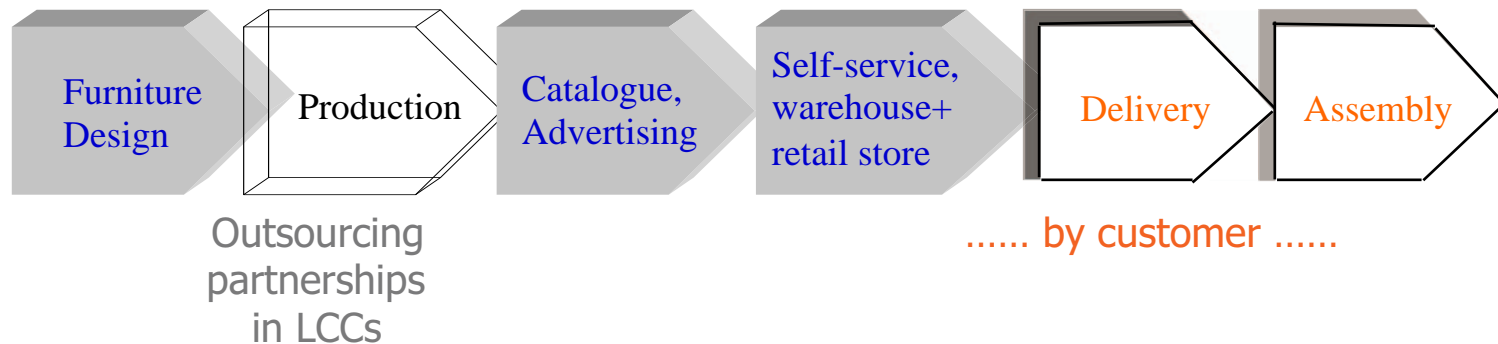 Furniture
Design
Production
Catalogue,
Advertising
Self-service,
warehouse+
retail store
Delivery
Assembly
Outsourcing
partnerships
in LCCs
...... by customer ......